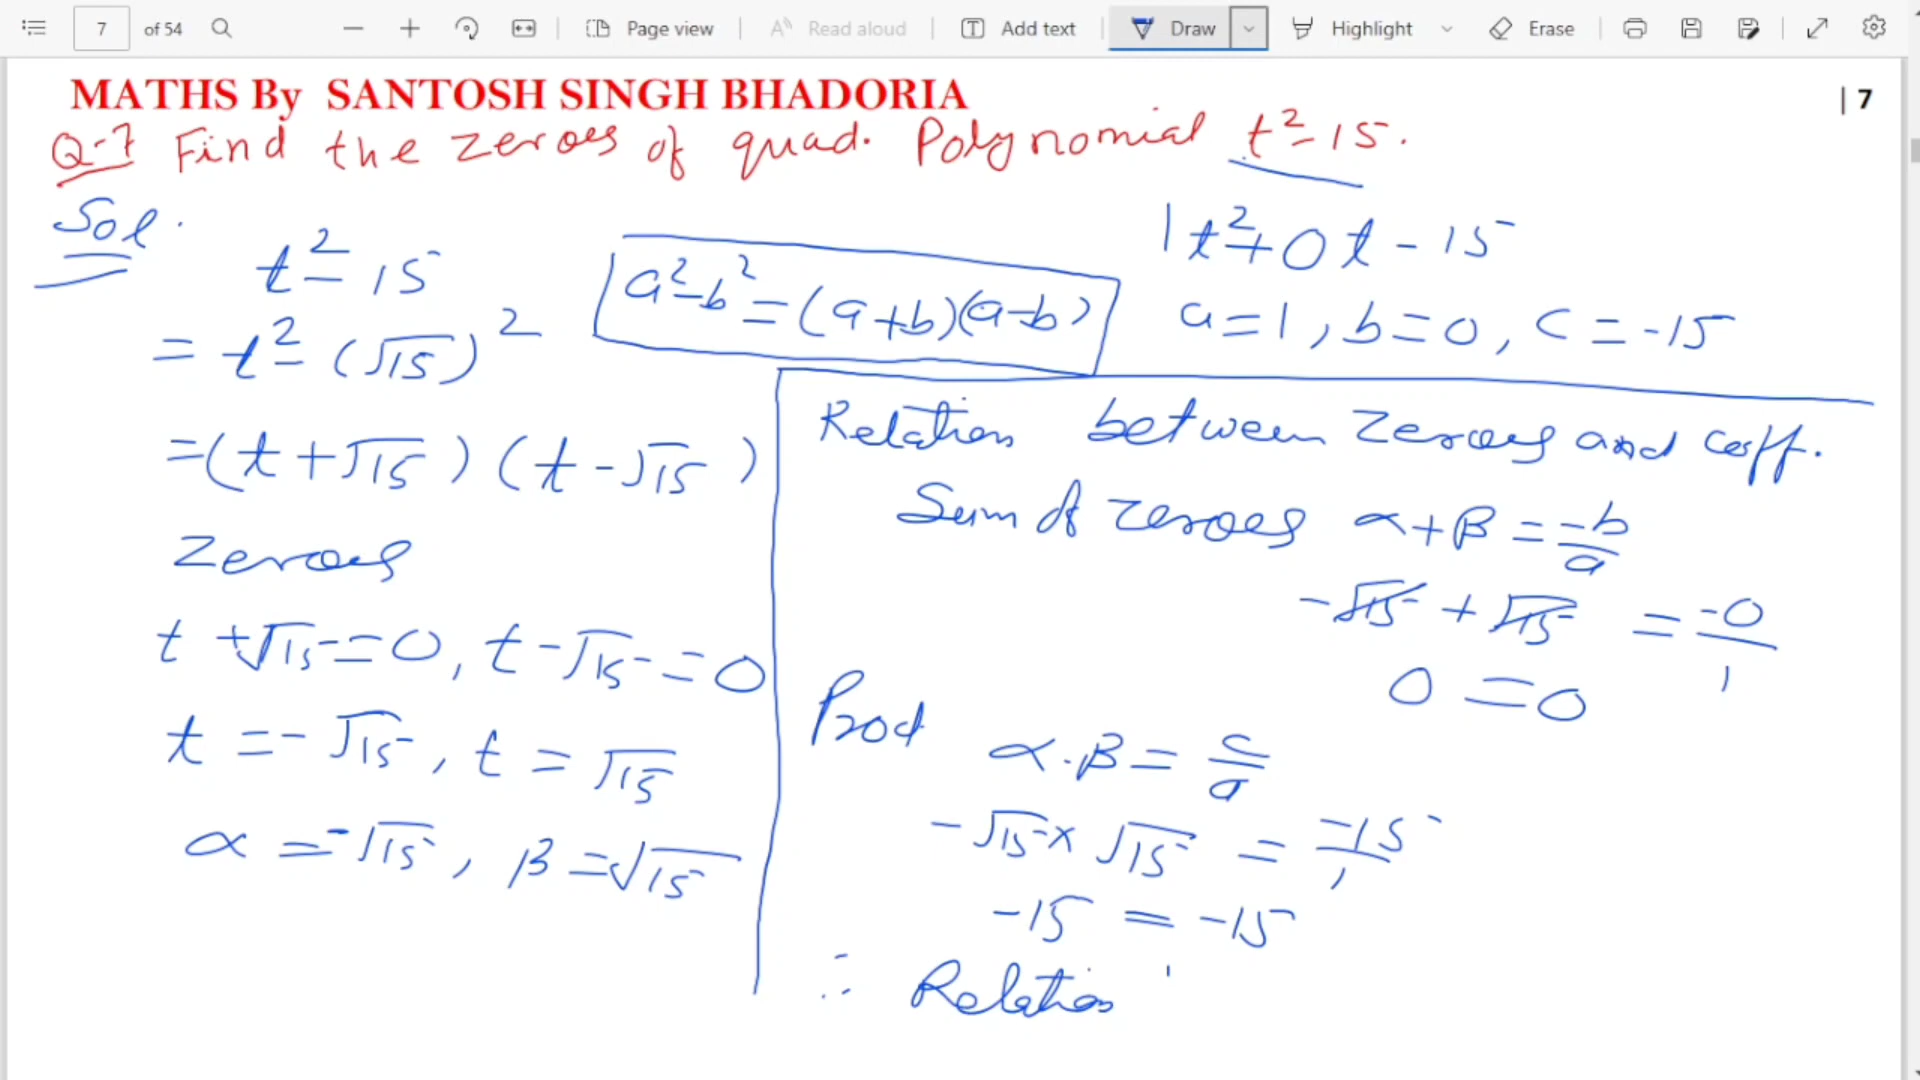 7 of 54 Page view Read aloud Add text Draw Highlight Erase
MATHS By SANTOSH SINGH BHADORIA
| 7
Q-7 Find the zeroes of quad. Polynomial t²-15.
Sol.
t²-15
= t²-(√15)²
=(t+√15)(t-√15)
zeroes
t+√15=0, t-√15=0
t=-√15, t=√15
α=-√15, β=√15
a²-b²=(a+b)(a-b)
1t²+0t-15
a=1, b=0, c=-15
Relation between zeroes and coff.
Sum of zeroes α+β=-b/a
-√15+√15=-0/1
0=0
Prod
α.β=c/a
-√15×√15=-15/1
-15=-15
∴ Relation